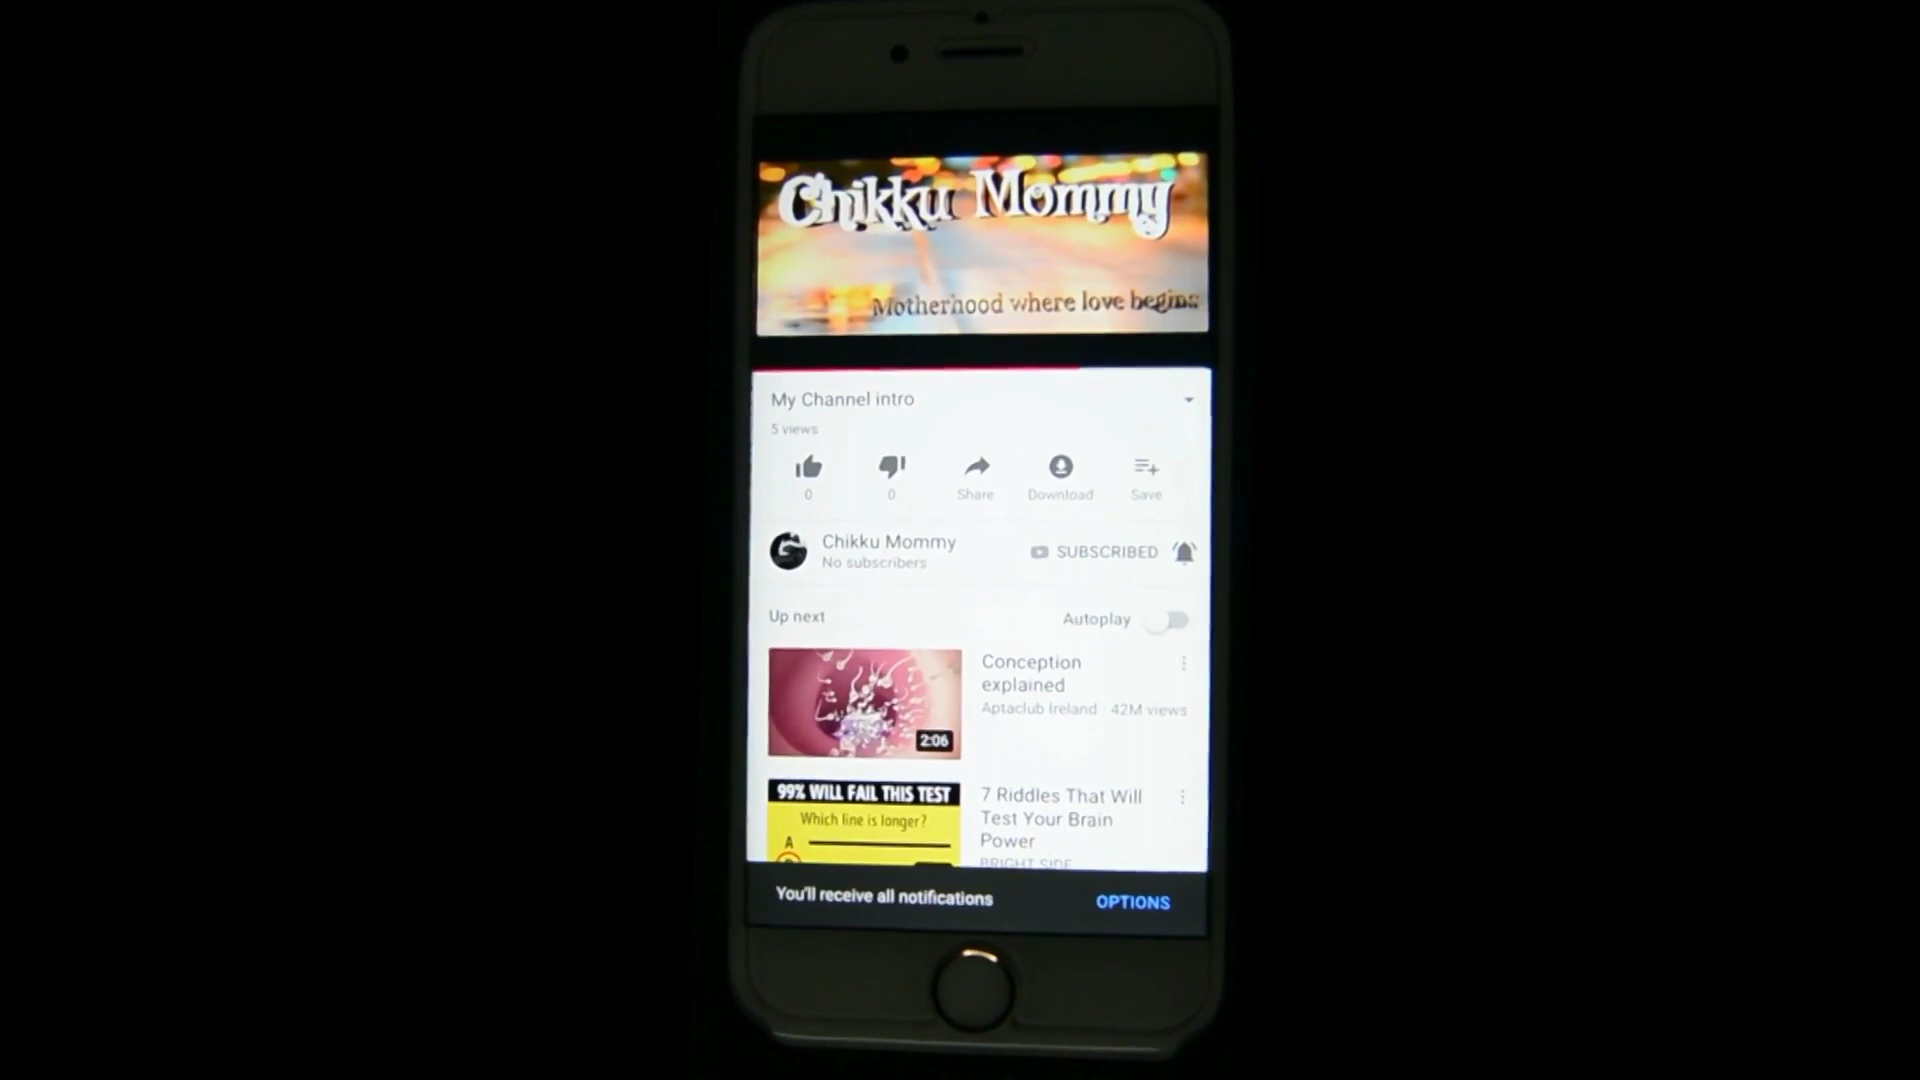 Chikku Mommy
Motherhood where love begins
My Channel intro
5 views
0
0
Share
Download
Save
Chikku Mommy
No subscribers
SUBSCRIBED
Up next
Autoplay
Conception
explained
Aptaclub Ireland · 42M views
2:06
99% WILL FAIL THIS TEST
Which line is longer?
A
7 Riddles That Will
Test Your Brain
Power
BRIGHT SIDE
You'll receive all notifications
OPTIONS